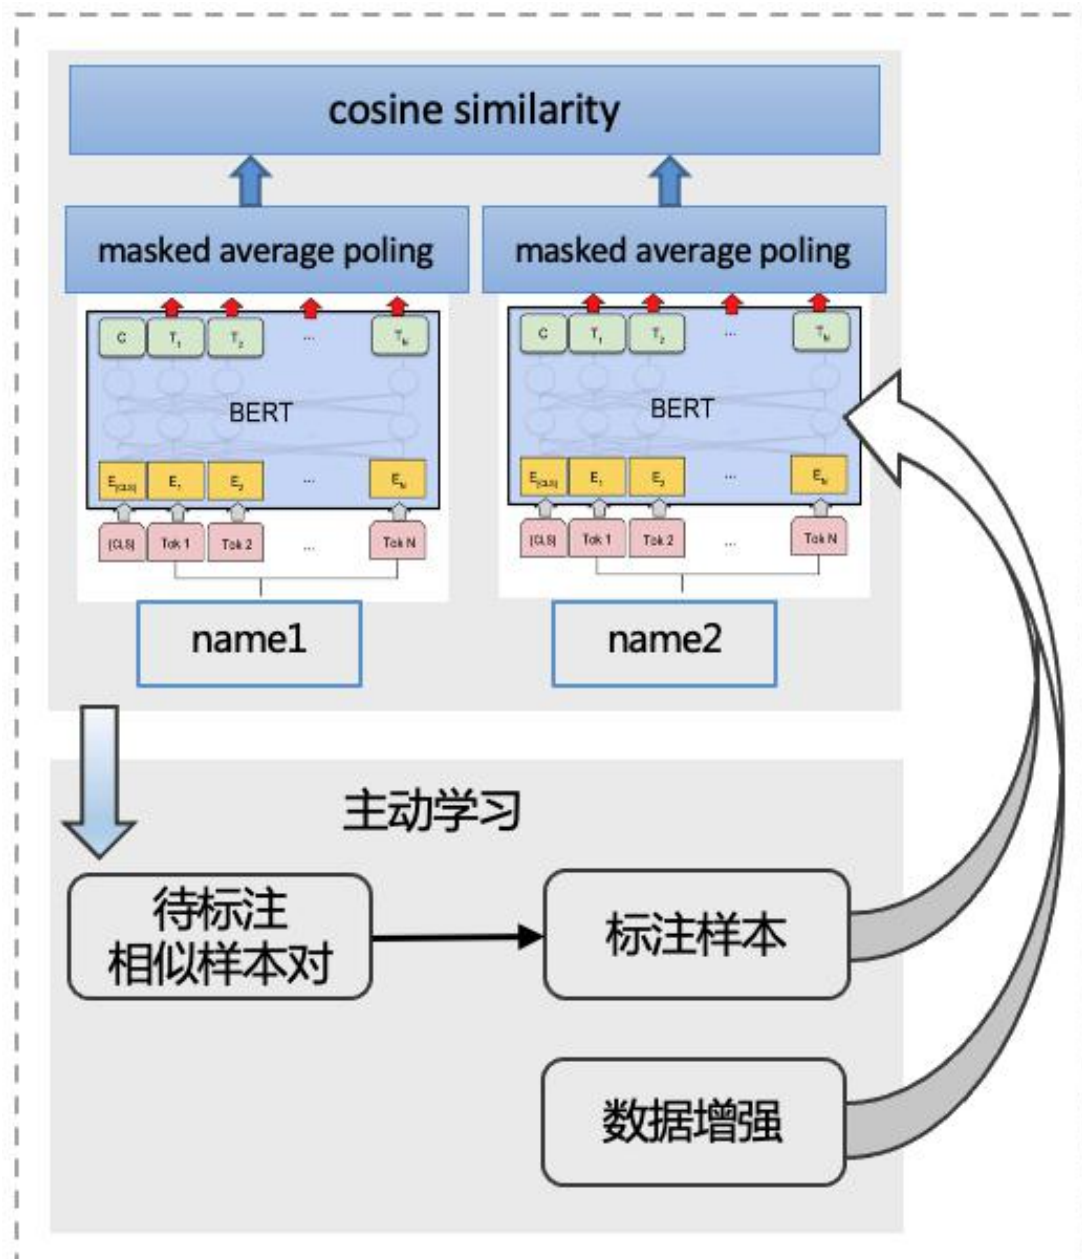 cosine similarity
masked average poling
masked average poling
C T1 T2 ... TN
BERT
E[CLS] E1 E2 ... EN
[CLS] Tok 1 Tok 2 ... Tok N
name1
C T1 T2 ... TN
BERT
E[CLS] E1 E2 ... EN
[CLS] Tok 1 Tok 2 ... Tok N
name2
主动学习
待标注
相似样本对
标注样本
数据增强